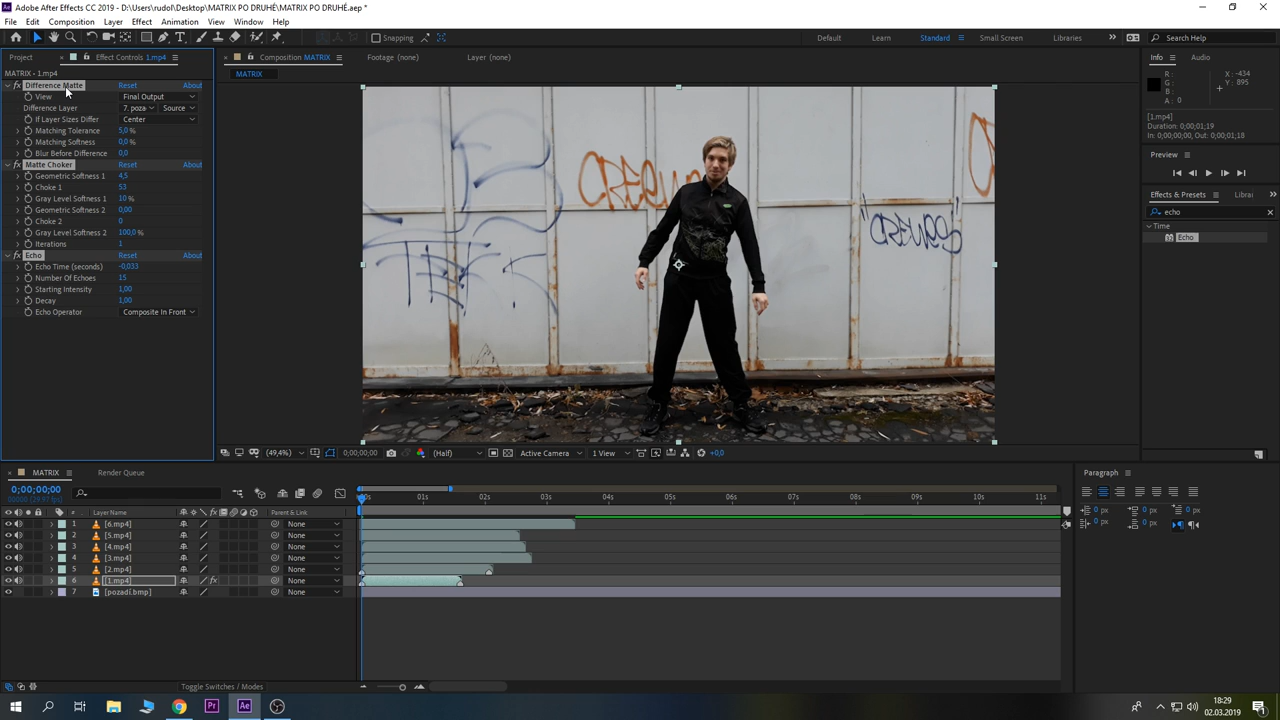 Adobe After Effects CC 2019 - D:\Users\rudol\Desktop\MATRIX PO DRUHÉ\MATRIX PO DRUHÉ.aep *
File Edit Composition Layer Effect Animation View Window Help
Snapping Default Learn Standard Small Screen Libraries Search Help
Project Effect Controls 1.mp4 Composition MATRIX Footage (none) Layer (none) Info Audio
MATRIX - 1.mp4 MATRIX
Difference Matte Reset About
View Final Output
Difference Layer 7. poza Source
If Layer Sizes Differ Center
Matching Tolerance 5,0 %
Matching Softness 0,0 %
Blur Before Difference 0,0
Matte Choker Reset About
Geometric Softness 1 4,5
Choke 1 53
Gray Level Softness 1 10 %
Geometric Softness 2 0,00
Choke 2 0
Gray Level Softness 2 100,0 %
Iterations 1
Echo Reset About
Echo Time (seconds) -0,033
Number Of Echoes 15
Starting Intensity 1,00
Decay 1,00
Echo Operator Composite In Front
R :
G :
B :
A : 0
X : -434
Y : 895
[1.mp4]
Duration: 0;00;01;19
In: 0;00;00;00, Out: 0;00;01;18
Preview
Effects & Presets Librai
echo
Time
Echo
(49,4%) 0;00;00;00 (Half) Active Camera 1 View +0,0
MATRIX Render Queue
0;00;00;00
00000 (29.97 fps)
# Layer Name Parent & Link
01s 02s 03s 04s 05s 06s 07s 08s 09s 10s 11s
1 [6.mp4] None
2 [5.mp4] None
3 [4.mp4] None
4 [3.mp4] None
5 [2.mp4] None
6 [1.mp4] None
7 [pozadí.bmp] None
Toggle Switches / Modes
Paragraph
0 px 0 px 0 px
0 px 0 px
18:29
02.03.2019